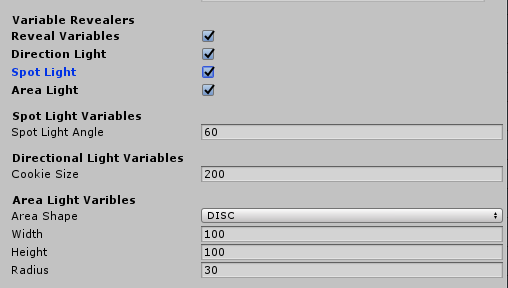 Variable Revealers
Reveal Variables
Direction Light
Spot Light
Area Light
Spot Light Variables
Spot Light Angle 60
Directional Light Variables
Cookie Size 200
Area Light Varibles
Area Shape DISC
Width 100
Height 100
Radius 30